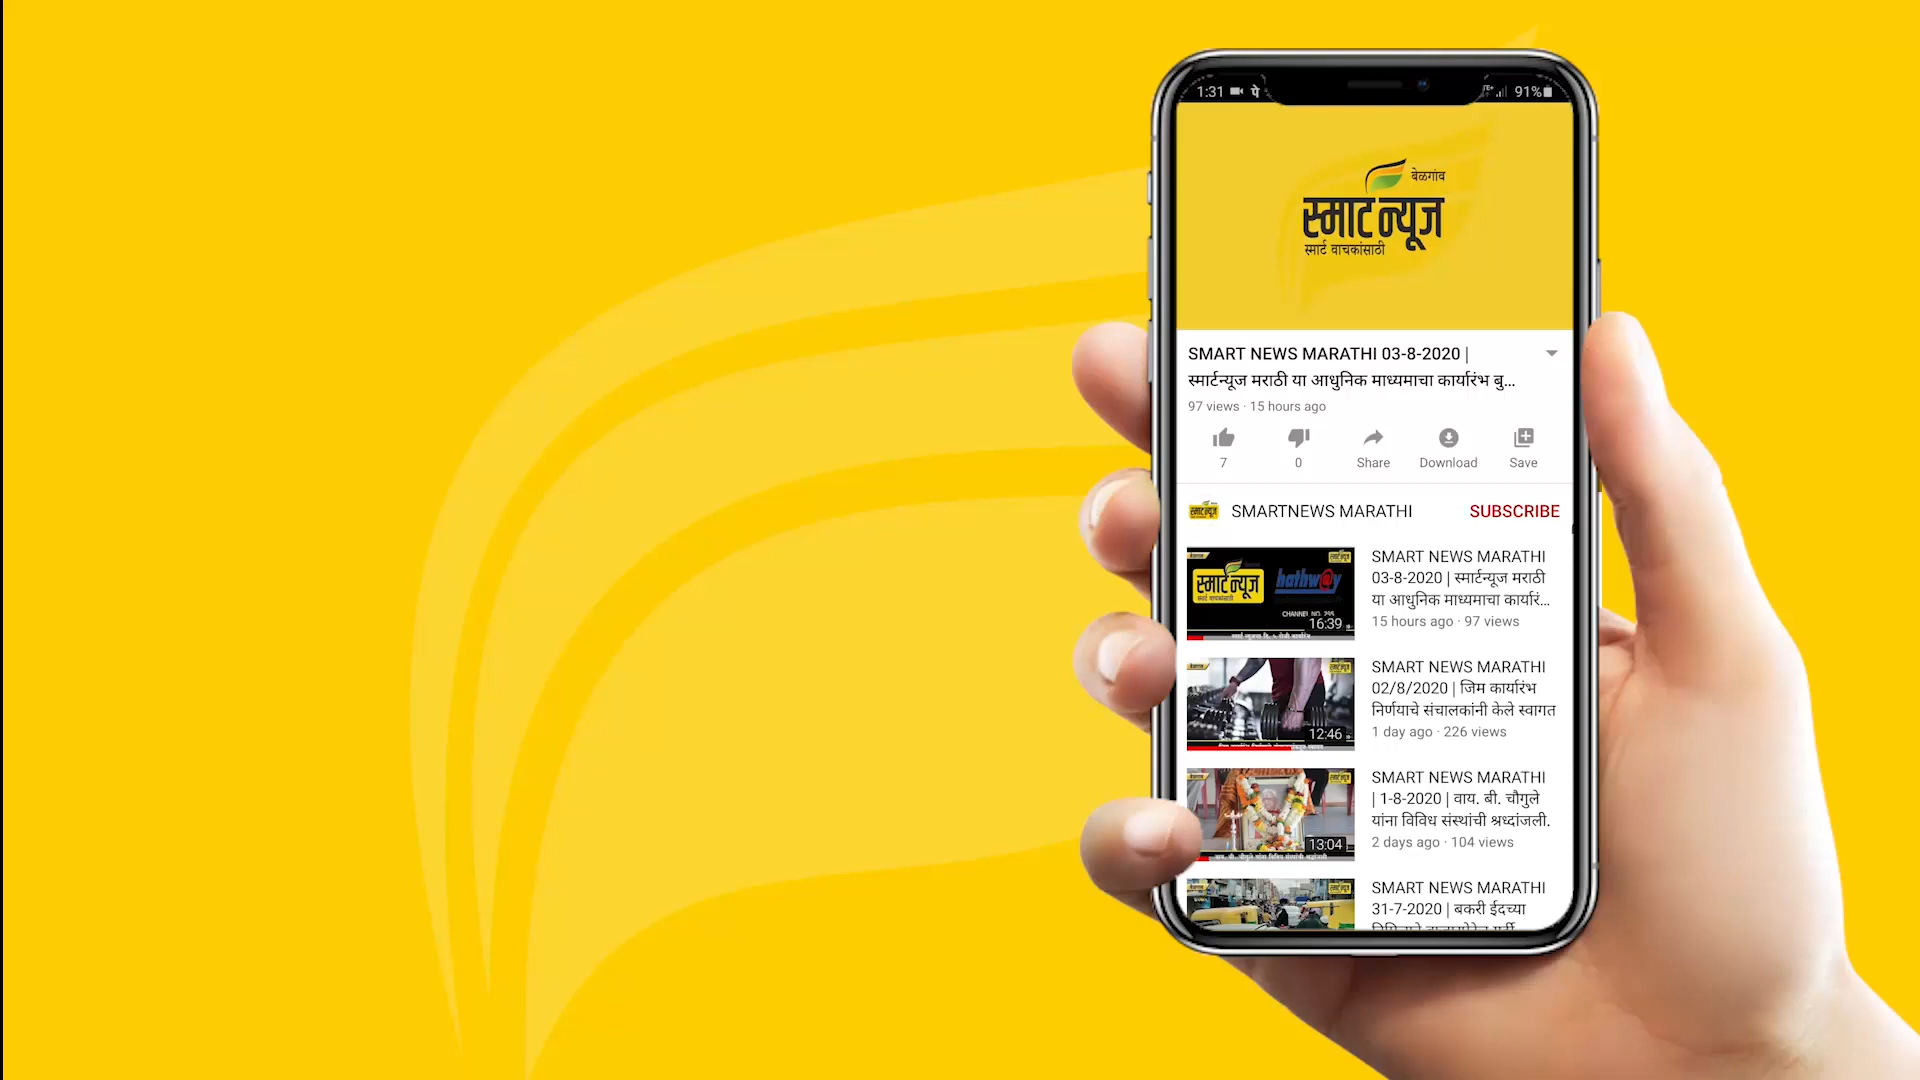 1:31 पे 91%
बेळगांव
स्मार्ट न्यूज
स्मार्ट वाचकांसाठी
SMART NEWS MARATHI 03-8-2020 |
स्मार्टन्यूज मराठी या आधुनिक माध्यमाचा कार्यारंभ बु...
97 views · 15 hours ago
7 0 Share Download Save
स्मार्ट न्यूज SMARTNEWS MARATHI SUBSCRIBE
स्मार्ट न्यूज hathway
CHANNEL NO. 295
16:39
SMART NEWS MARATHI
03-8-2020 | स्मार्टन्यूज मराठी
या आधुनिक माध्यमाचा कार्यारं...
15 hours ago · 97 views
12:46
SMART NEWS MARATHI
02/8/2020 | जिम कार्यारंभ
निर्णयाचे संचालकांनी केले स्वागत
1 day ago · 226 views
13:04
SMART NEWS MARATHI
| 1-8-2020 | वाय. बी. चौगुले
यांना विविध संस्थांची श्रध्दांजली.
2 days ago · 104 views
SMART NEWS MARATHI
31-7-2020 | बकरी ईदच्या